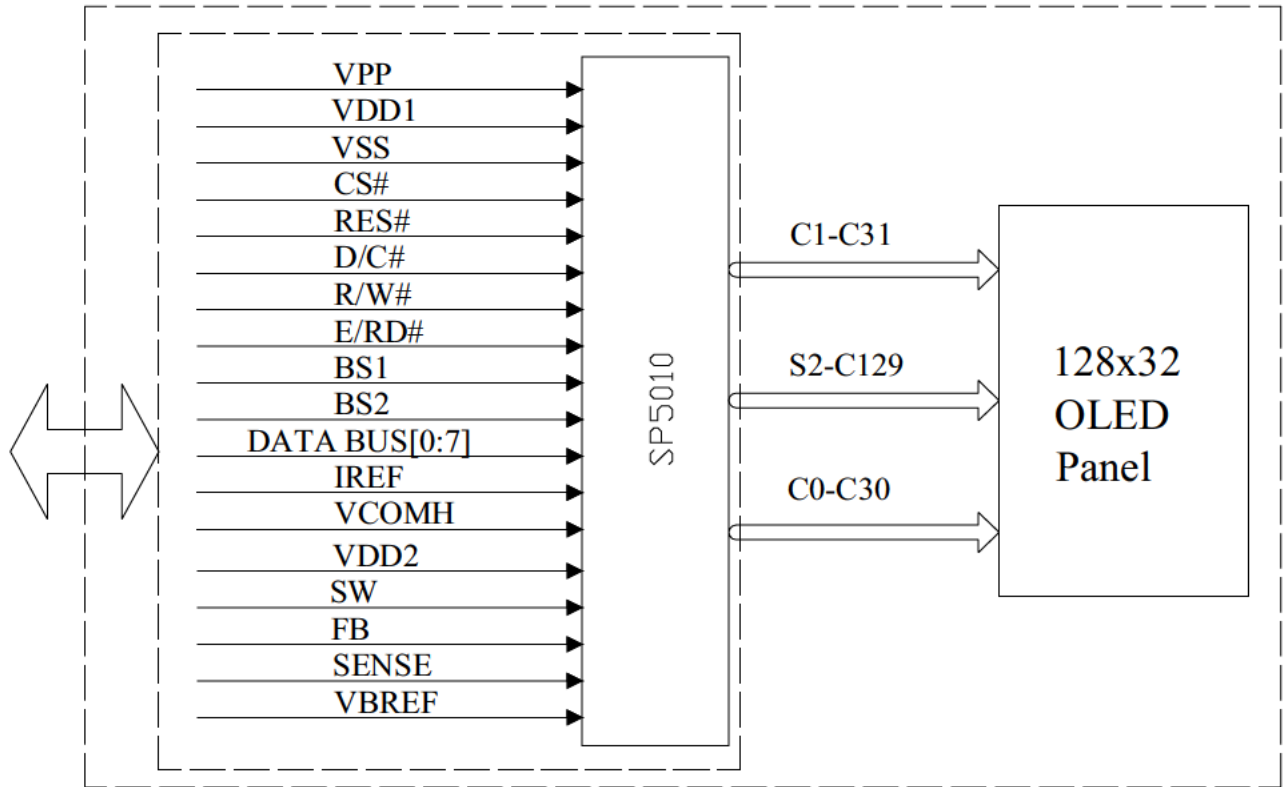 VPP
VDD1
VSS
CS#
RES#
D/C#
R/W#
E/RD#
BS1
BS2
DATA BUS[0:7]
IREF
VCOMH
VDD2
SW
FB
SENSE
VBREF
SP5010
C1-C31
S2-C129
C0-C30
128x32
OLED
Panel